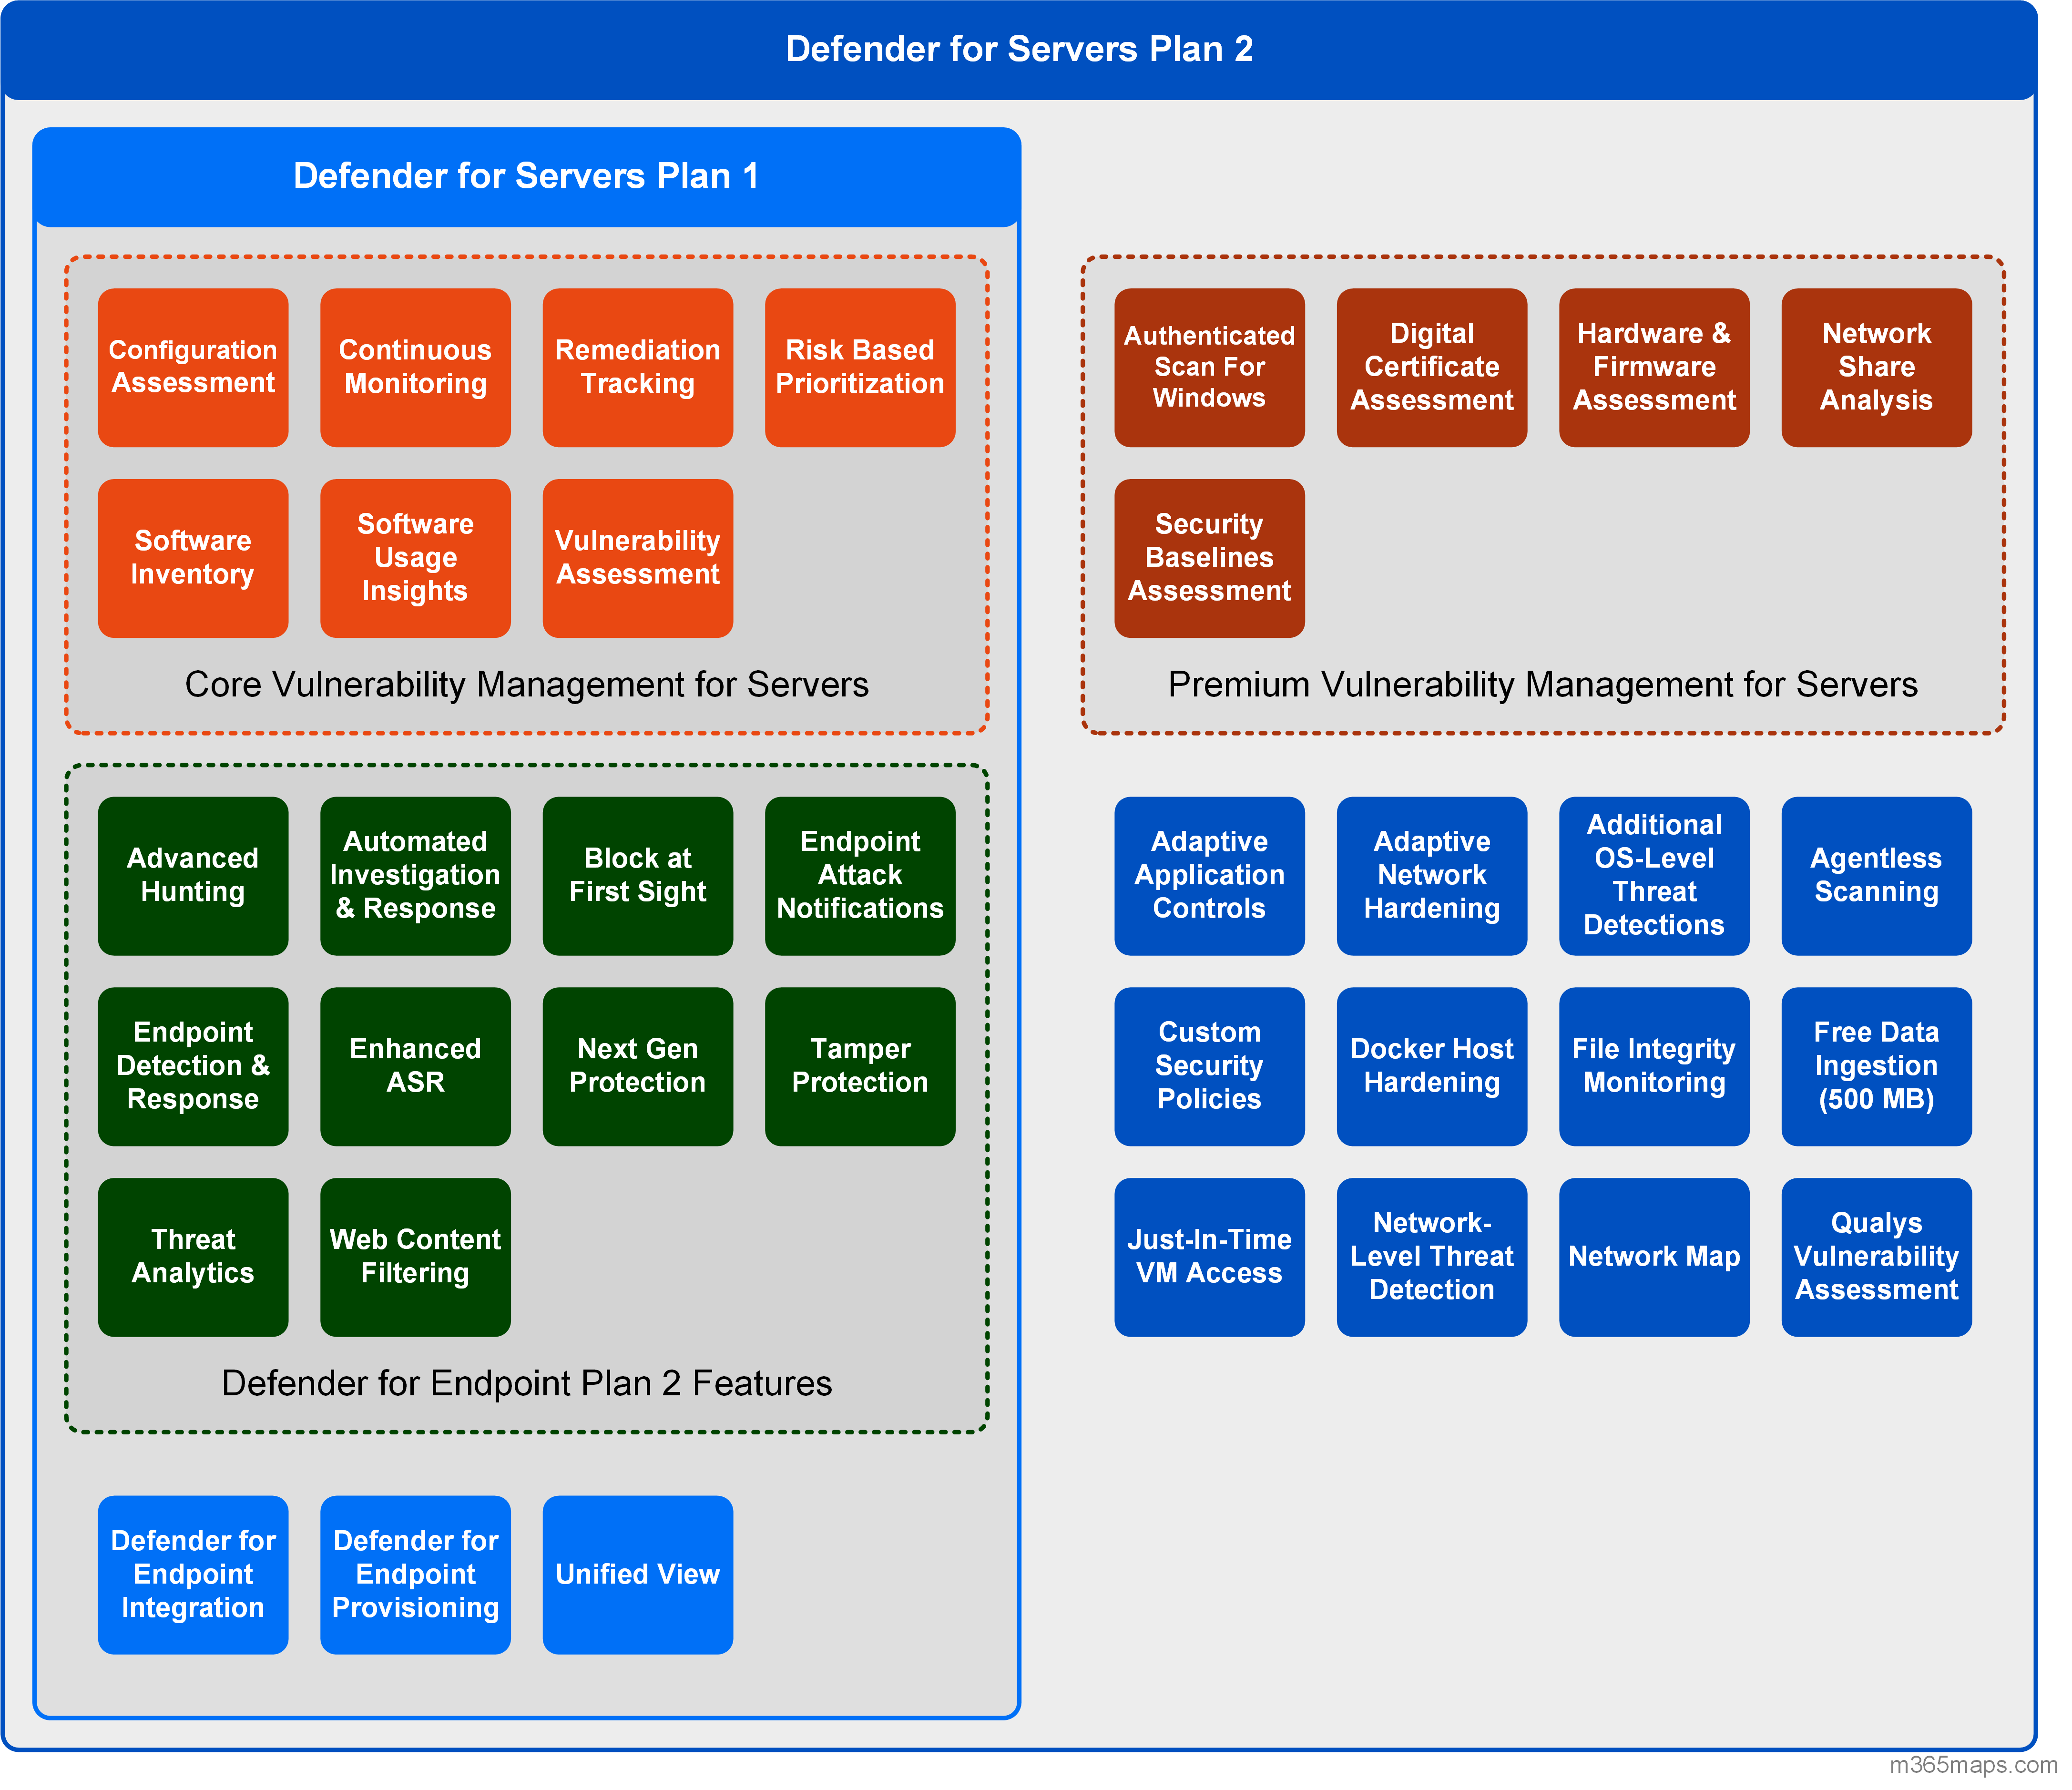 Defender for Servers Plan 2
Defender for Servers Plan 1
Configuration
Assessment
Continuous
Monitoring
Remediation
Tracking
Risk Based
Prioritization
Software
Inventory
Software
Usage
Insights
Vulnerability
Assessment
Core Vulnerability Management for Servers
Advanced
Hunting
Automated
Investigation
& Response
Block at
First Sight
Endpoint
Attack
Notifications
Endpoint
Detection &
Response
Enhanced
ASR
Next Gen
Protection
Tamper
Protection
Threat
Analytics
Web Content
Filtering
Defender for Endpoint Plan 2 Features
Defender for
Endpoint
Integration
Defender for
Endpoint
Provisioning
Unified View
Authenticated
Scan For
Windows
Digital
Certificate
Assessment
Hardware &
Firmware
Assessment
Network
Share
Analysis
Security
Baselines
Assessment
Premium Vulnerability Management for Servers
Adaptive
Application
Controls
Adaptive
Network
Hardening
Additional
OS-Level
Threat
Detections
Agentless
Scanning
Custom
Security
Policies
Docker Host
Hardening
File Integrity
Monitoring
Free Data
Ingestion
(500 MB)
Just-In-Time
VM Access
Network-
Level Threat
Detection
Network Map
Qualys
Vulnerability
Assessment
m365maps.com